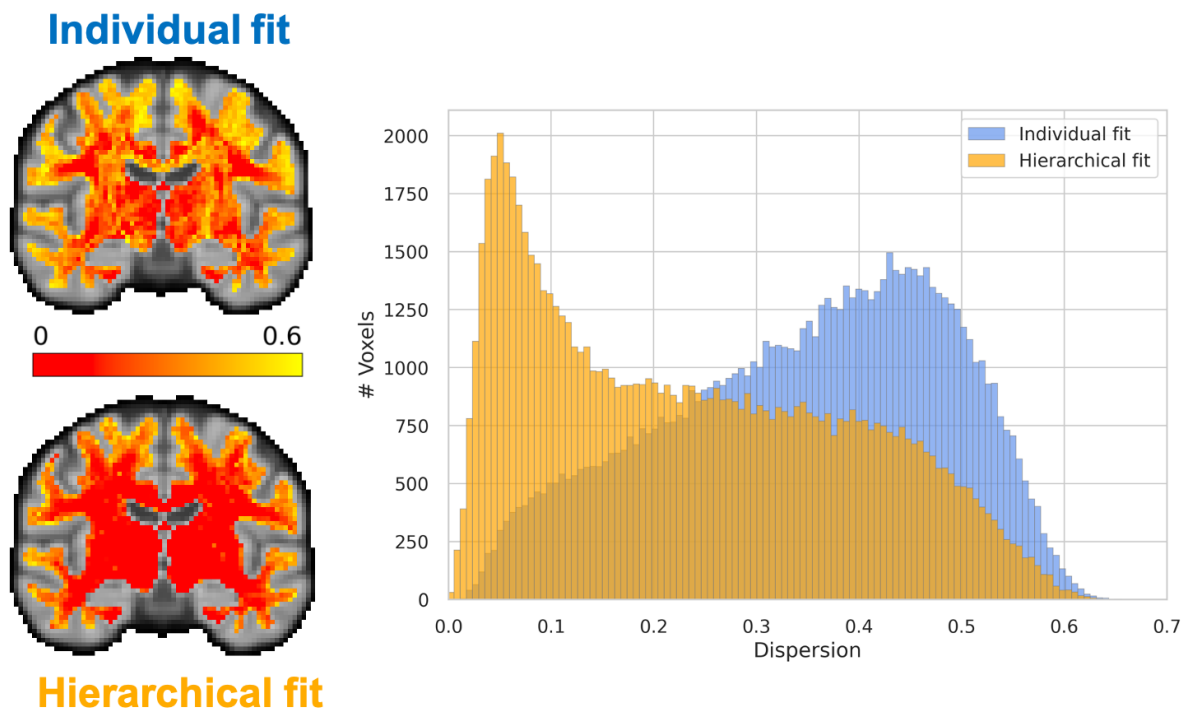 Individual fit
0 0.6
Hierarchical fit
Individual fit
Hierarchical fit
# Voxels
2000
1750
1500
1250
1000
750
500
250
0
0.0 0.1 0.2 0.3 0.4 0.5 0.6 0.7
Dispersion